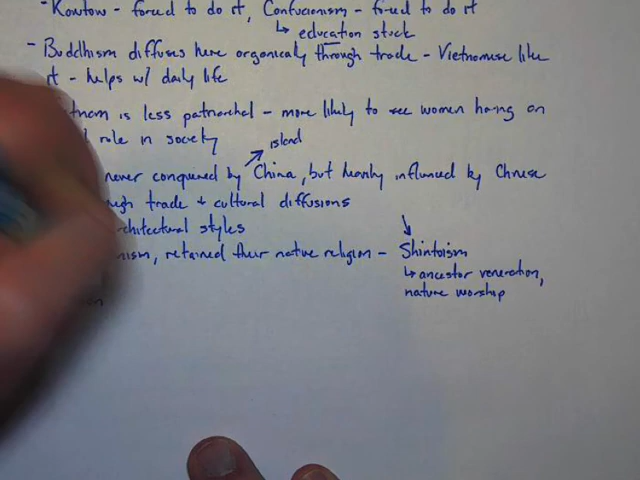 - Kowtow - forced to do it, Confucianism - forced to do it
↳ education stuck
- Buddhism diffuses here organically through trade - Vietnamese like
it - helps w/ daily life
is less patriarchal - more likely to see women having an
role in society
island
never conquered by China, but heavily influenced by Chinese
trade + cultural diffusions
architectural styles
retained their native religion - Shintoism
↳ ancestor veneration,
nature worship